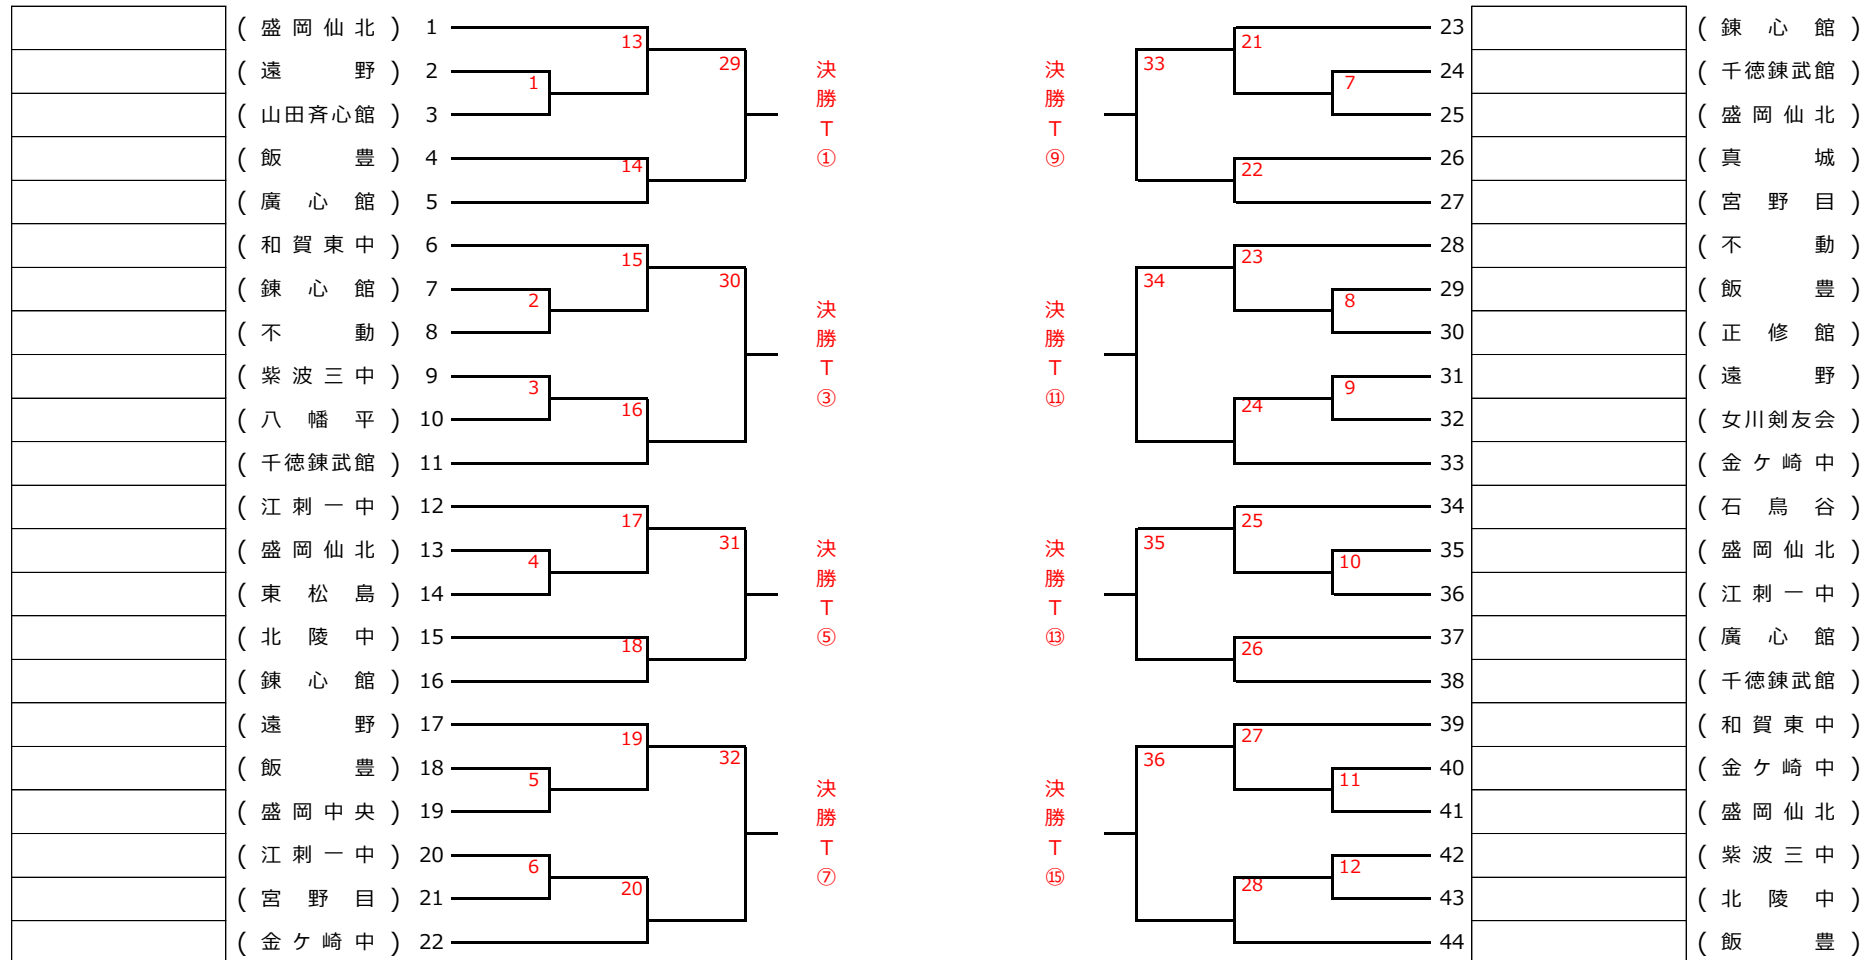 (盛岡仙北) 1
(遠野) 2
(山田斉心館) 3
(飯豊) 4
(廣心館) 5
(和賀東中) 6
(錬心館) 7
(不動) 8
(紫波三中) 9
(八幡平) 10
(千徳錬武館) 11
(江刺一中) 12
(盛岡仙北) 13
(東松島) 14
(北陵中) 15
(錬心館) 16
(遠野) 17
(飯豊) 18
(盛岡中央) 19
(江刺一中) 20
(宮野目) 21
(金ケ崎中) 22
1
2
3
4
5
6
13
14
15
16
17
18
19
20
29
30
31
32
決勝T①
決勝T③
決勝T⑤
決勝T⑦
決勝T⑨
決勝T⑪
決勝T⑬
決勝T⑮
33
34
35
36
21
22
23
24
25
26
27
28
7
8
9
10
11
12
23 (錬心館)
24 (千徳錬武館)
25 (盛岡仙北)
26 (真城)
27 (宮野目)
28 (不動)
29 (飯豊)
30 (正修館)
31 (遠野)
32 (女川剣友会)
33 (金ケ崎中)
34 (石鳥谷)
35 (盛岡仙北)
36 (江刺一中)
37 (廣心館)
38 (千徳錬武館)
39 (和賀東中)
40 (金ケ崎中)
41 (盛岡仙北)
42 (紫波三中)
43 (北陵中)
44 (飯豊)